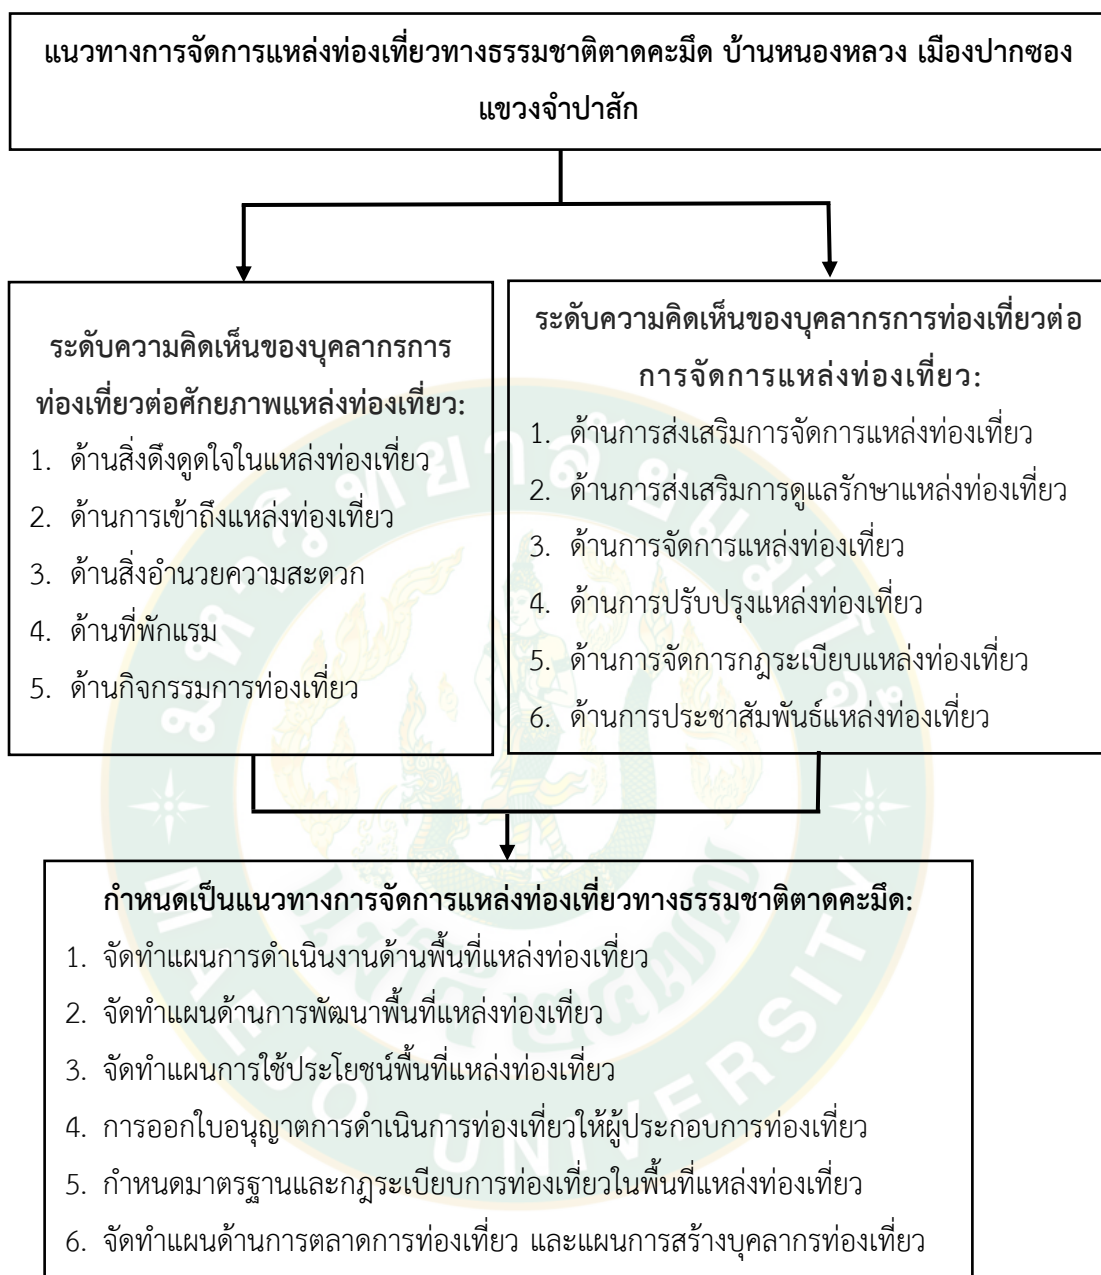 แนวทางการจัดการแหล่งท่องเที่ยวทางธรรมชาติตาดคะมึด บ้านหนองหลวง เมืองปากซอง
แขวงจำปาสัก
ระดับความคิดเห็นของบุคลากรการ
ท่องเที่ยวต่อศักยภาพแหล่งท่องเที่ยว:
1. ด้านสิ่งดึงดูดใจในแหล่งท่องเที่ยว
2. ด้านการเข้าถึงแหล่งท่องเที่ยว
3. ด้านสิ่งอำนวยความสะดวก
4. ด้านที่พักแรม
5. ด้านกิจกรรมการท่องเที่ยว
ระดับความคิดเห็นของบุคลากรการท่องเที่ยวต่อ
การจัดการแหล่งท่องเที่ยว:
1. ด้านการส่งเสริมการจัดการแหล่งท่องเที่ยว
2. ด้านการส่งเสริมการดูแลรักษาแหล่งท่องเที่ยว
3. ด้านการจัดการแหล่งท่องเที่ยว
4. ด้านการปรับปรุงแหล่งท่องเที่ยว
5. ด้านการจัดการกฎระเบียบแหล่งท่องเที่ยว
6. ด้านการประชาสัมพันธ์แหล่งท่องเที่ยว
กำหนดเป็นแนวทางการจัดการแหล่งท่องเที่ยวทางธรรมชาติตาดคะมึด:
1. จัดทำแผนการดำเนินงานด้านพื้นที่แหล่งท่องเที่ยว
2. จัดทำแผนด้านการพัฒนาพื้นที่แหล่งท่องเที่ยว
3. จัดทำแผนการใช้ประโยชน์พื้นที่แหล่งท่องเที่ยว
4. การออกใบอนุญาตการดำเนินการท่องเที่ยวให้ผู้ประกอบการท่องเที่ยว
5. กำหนดมาตรฐานและกฎระเบียบการท่องเที่ยวในพื้นที่แหล่งท่องเที่ยว
6. จัดทำแผนด้านการตลาดการท่องเที่ยว และแผนการสร้างบุคลากรท่องเที่ยว
มหาวิทยาลัยแม่โจ้
MAEJO UNIVERSITY